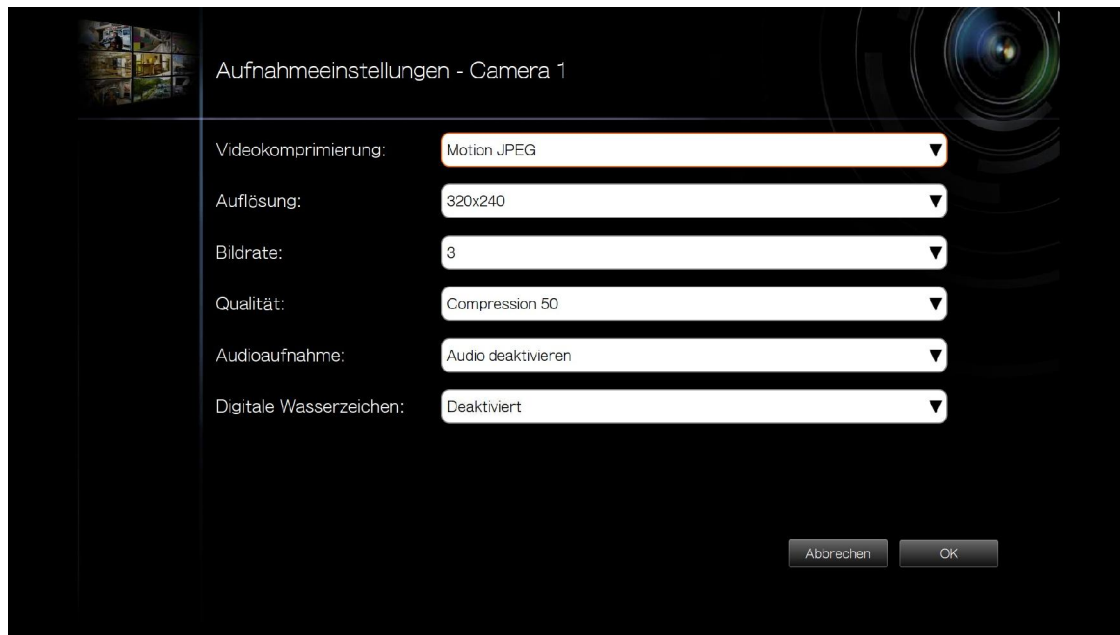 Aufnahmeeinstellungen - Camera 1
Videokomprimierung: Motion JPEG
Auflösung: 320x240
Bildrate: 3
Qualität: Compression 50
Audioaufnahme: Audio deaktivieren
Digitale Wasserzeichen: Deaktiviert
Abbrechen OK